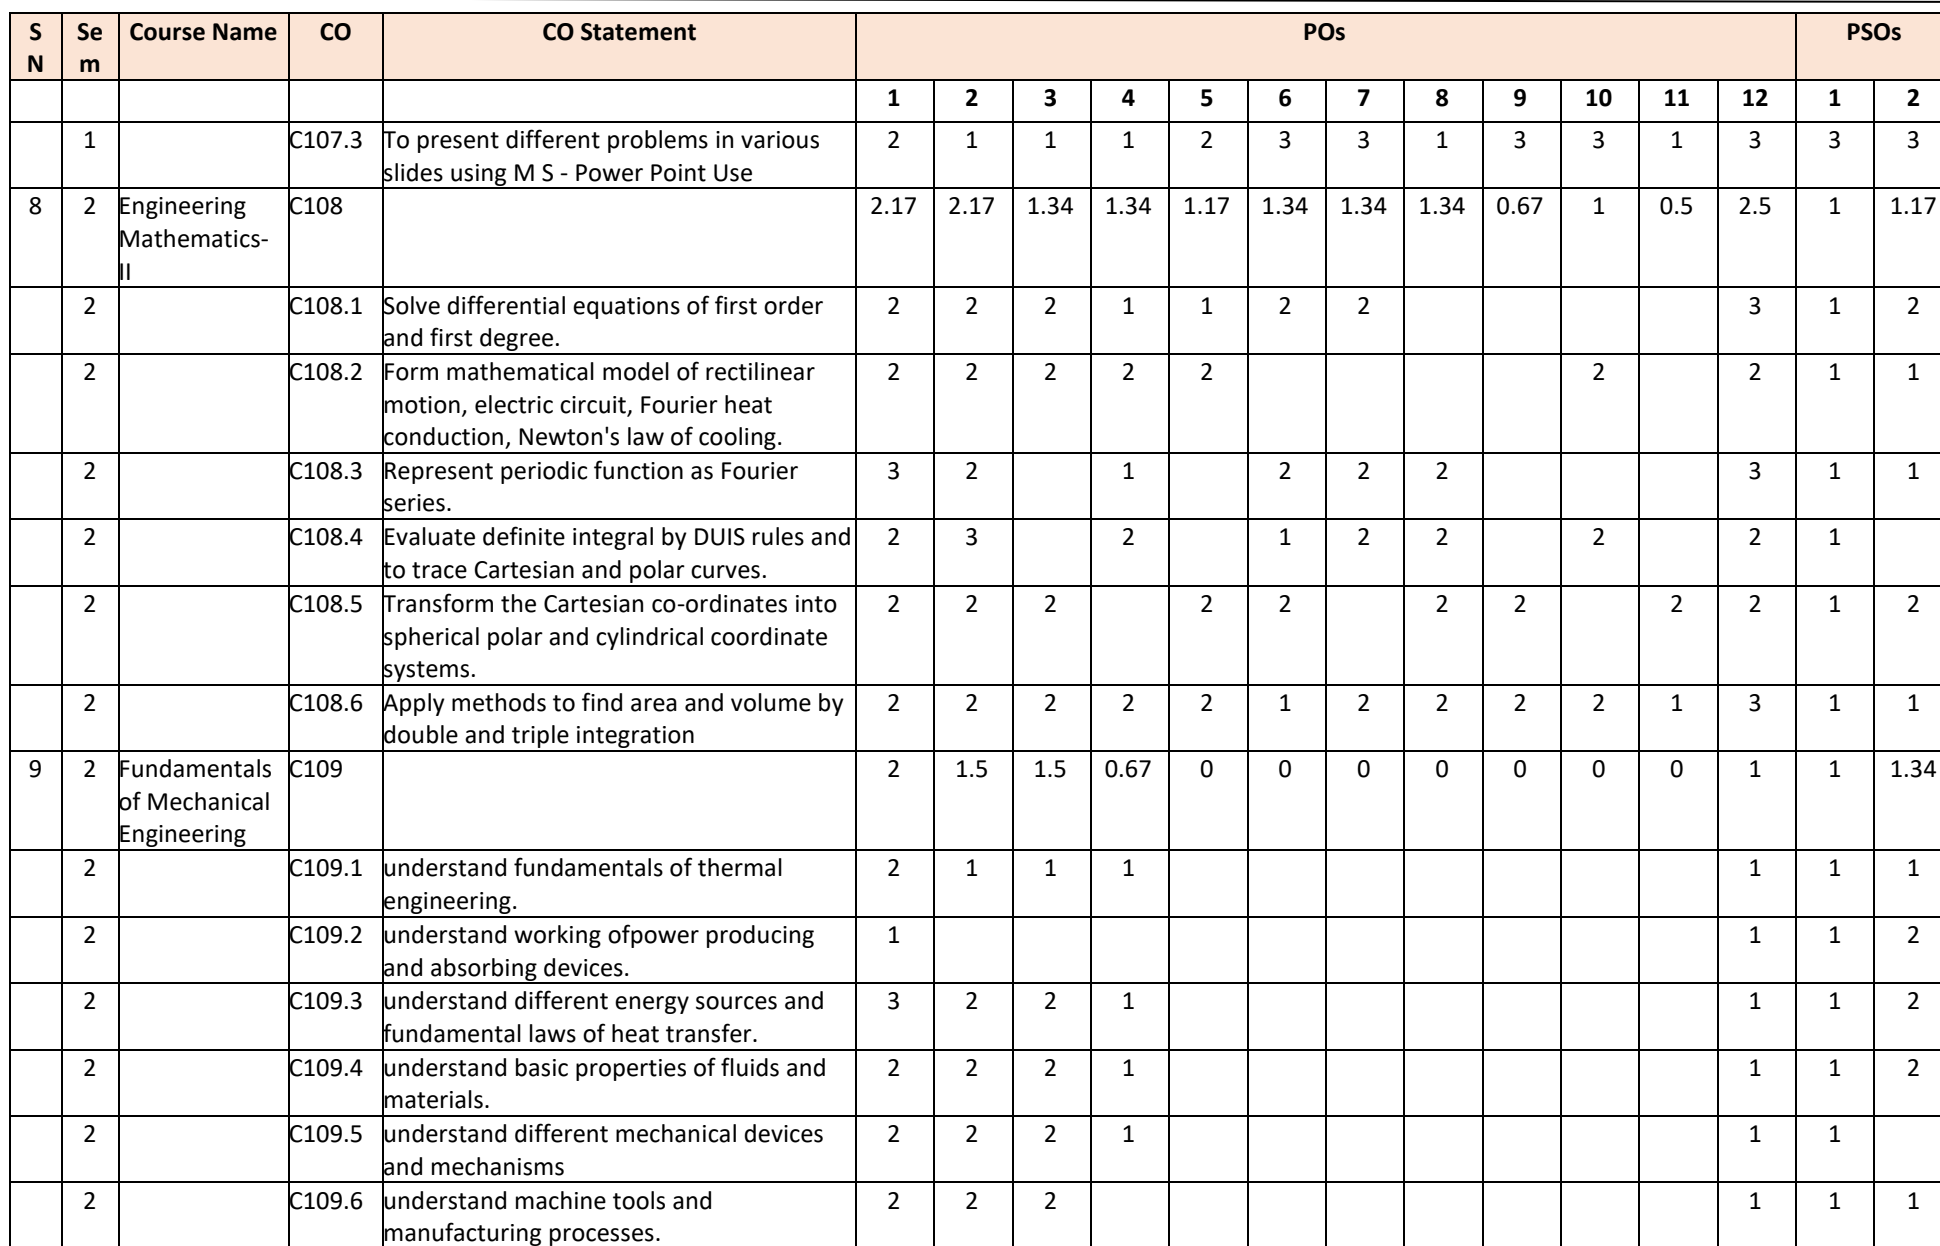 S N Se m Course Name CO CO Statement POs PSOs
1 2 3 4 5 6 7 8 9 10 11 12 1 2
1 C107.3 To present different problems in various 2 1 1 1 2 3 3 1 3 3 1 3 3 3
slides using M S - Power Point Use
8 2 Engineering C108 2.17 2.17 1.34 1.34 1.17 1.34 1.34 1.34 0.67 1 0.5 2.5 1 1.17
Mathematics-
II
2 C108.1 Solve differential equations of first order 2 2 2 1 1 2 2 3 1 2
and first degree.
2 C108.2 Form mathematical model of rectilinear 2 2 2 2 2 2 2 1 1
motion, electric circuit, Fourier heat
conduction, Newton's law of cooling.
2 C108.3 Represent periodic function as Fourier 3 2 1 2 2 2 3 1 1
series.
2 C108.4 Evaluate definite integral by DUIS rules and 2 3 2 1 2 2 2 2 1
to trace Cartesian and polar curves.
2 C108.5 Transform the Cartesian co-ordinates into 2 2 2 2 2 2 2 2 2 1 2
spherical polar and cylindrical coordinate
systems.
2 C108.6 Apply methods to find area and volume by 2 2 2 2 2 1 2 2 2 2 1 3 1 1
double and triple integration
9 2 Fundamentals C109 2 1.5 1.5 0.67 0 0 0 0 0 0 0 1 1 1.34
of Mechanical
Engineering
2 C109.1 understand fundamentals of thermal 2 1 1 1 1 1 1
engineering.
2 C109.2 understand working ofpower producing 1 1 1 2
and absorbing devices.
2 C109.3 understand different energy sources and 3 2 2 1 1 1 2
fundamental laws of heat transfer.
2 C109.4 understand basic properties of fluids and 2 2 2 1 1 1 2
materials.
2 C109.5 understand different mechanical devices 2 2 2 1 1 1
and mechanisms
2 C109.6 understand machine tools and 2 2 2 1 1 1
manufacturing processes.